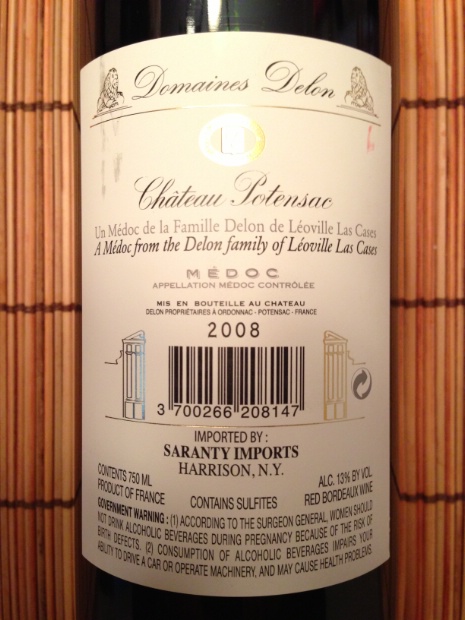 Domaines Delon
Château Potensac
Un Médoc de la Famille Delon de Léoville Las Cases
A Médoc from the Delon family of Léoville Las Cases
MÉDOC
APPELLATION MÉDOC CONTRÔLÉE
MIS EN BOUTEILLE AU CHATEAU
DELON PROPRIÉTAIRES À ORDONNAC - POTENSAC - FRANCE
2008
3 700266 208147
IMPORTED BY :
SARANTY IMPORTS
HARRISON, N.Y.
CONTENTS 750 ML
PRODUCT OF FRANCE
CONTAINS SULFITES
ALC. 13% BY VOL.
RED BORDEAUX WINE
GOVERNMENT WARNING : (1) ACCORDING TO THE SURGEON GENERAL, WOMEN SHOULD
NOT DRINK ALCOHOLIC BEVERAGES DURING PREGNANCY BECAUSE OF THE RISK OF
BIRTH DEFECTS. (2) CONSUMPTION OF ALCOHOLIC BEVERAGES IMPAIRS YOUR
ABILITY TO DRIVE A CAR OR OPERATE MACHINERY, AND MAY CAUSE HEALTH PROBLEMS.